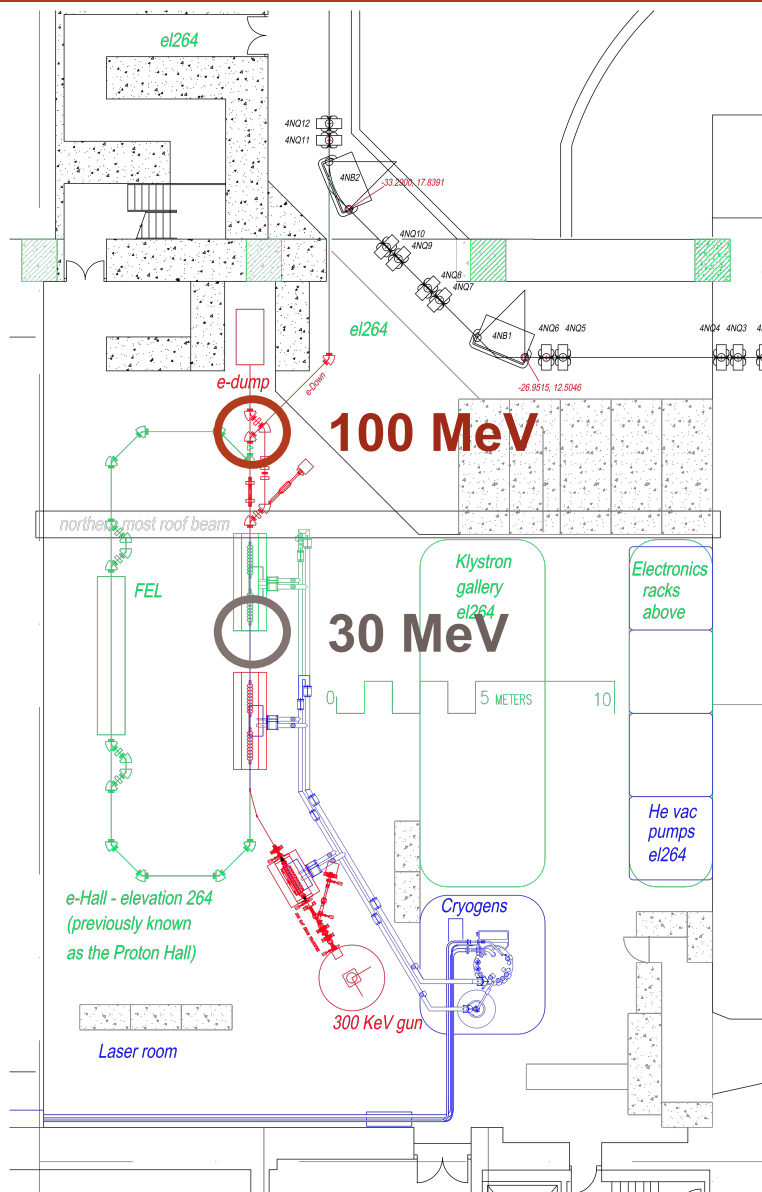 el264
4NQ12
4NQ11
4NB2
-33.2900, 17.8391
4NQ10
4NQ9
4NQ8
4NQ7
el264
4NB1
4NQ6
4NQ5
4NQ4
4NQ3
e-dump
e-Down
-26.9515, 12.5046
100 MeV
northern most roof beam
FEL
Klystron
gallery
el264
Electronics
racks
above
30 MeV
0
5 METERS
10
He vac
pumps
el264
e-Hall - elevation 264
(previously known
as the Proton Hall)
Cryogens
300 KeV gun
Laser room